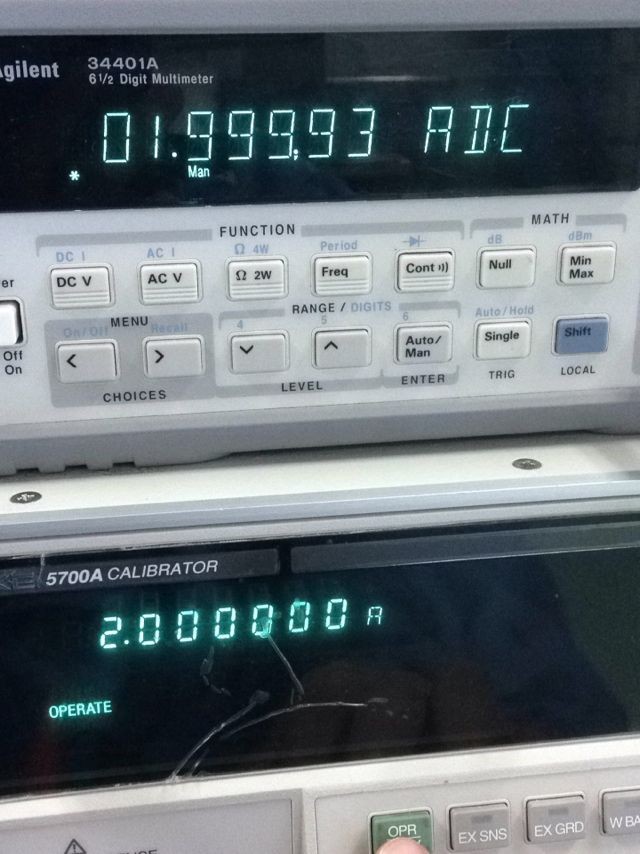 Agilent 34401A
6½ Digit Multimeter
01.999,93 ADC
* Man
FUNCTION MATH
DC I AC I Ω 4W Period dB dBm
DC V AC V Ω 2W Freq Cont Null Min Max
MENU RANGE / DIGITS
On/Off Recall 4 5 6 Auto/Hold
< > Auto/ Man Single Shift
Off
On
CHOICES LEVEL ENTER TRIG LOCAL
5700A CALIBRATOR
2.000000 A
OPERATE
OPR EX SNS EX GRD